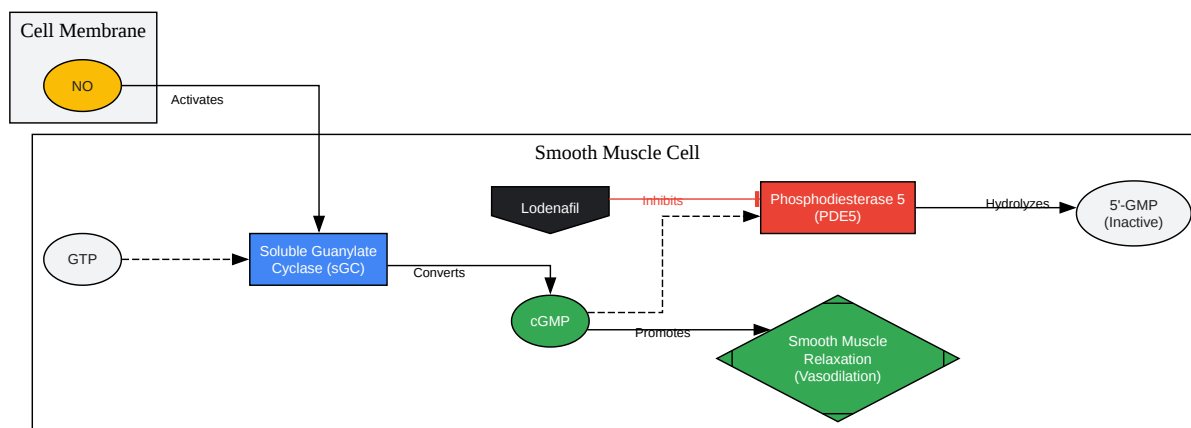 Cell Membrane
NO
Activates
Smooth Muscle Cell
Lodenafil
Inhibits
Phosphodiesterase 5
(PDE5)
Hydrolyzes
5'-GMP
(Inactive)
GTP
Soluble Guanylate
Cyclase (sGC)
Converts
cGMP
Promotes
Smooth Muscle
Relaxation
(Vasodilation)